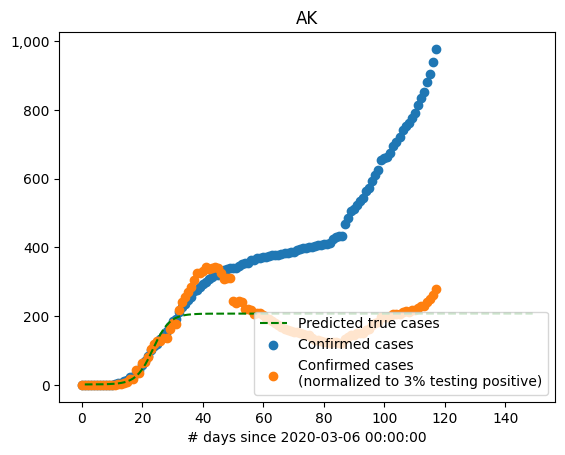 AK
1,000
800
600
400
200
0
Predicted true cases
Confirmed cases
Confirmed cases
(normalized to 3% testing positive)
0 20 40 60 80 100 120 140
# days since 2020-03-06 00:00:00